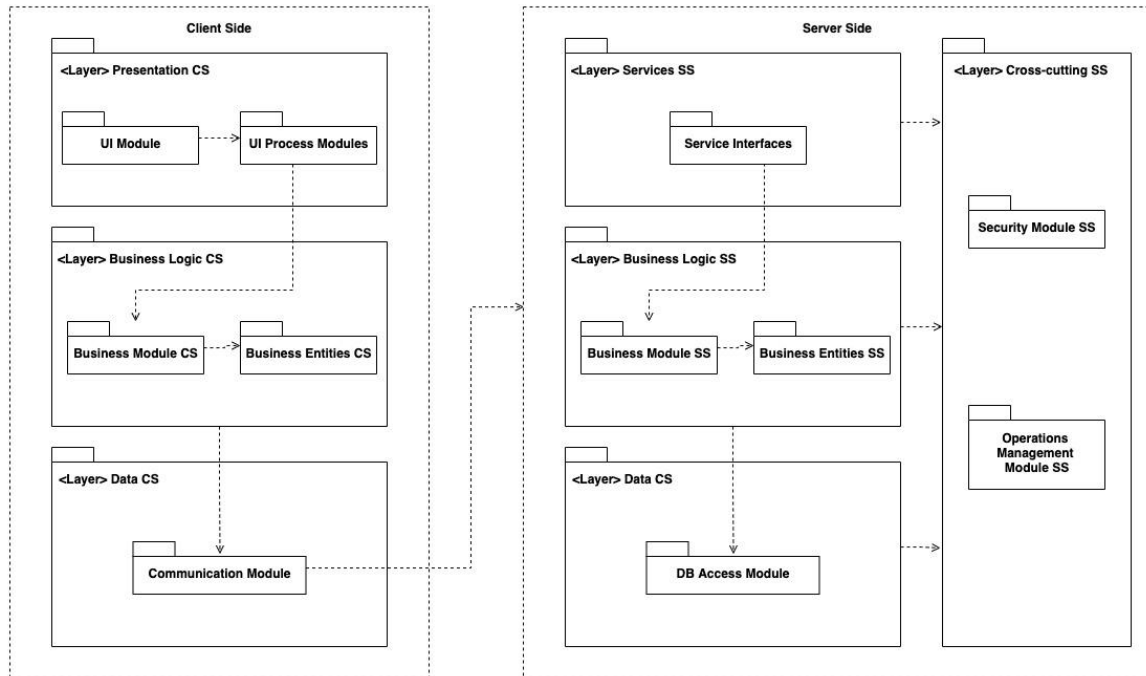 Client Side
<Layer> Presentation CS
UI Module
UI Process Modules
<Layer> Business Logic CS
Business Module CS
Business Entities CS
<Layer> Data CS
Communication Module
Server Side
<Layer> Services SS
Service Interfaces
<Layer> Business Logic SS
Business Module SS
Business Entities SS
<Layer> Data CS
DB Access Module
<Layer> Cross-cutting SS
Security Module SS
Operations
Management
Module SS